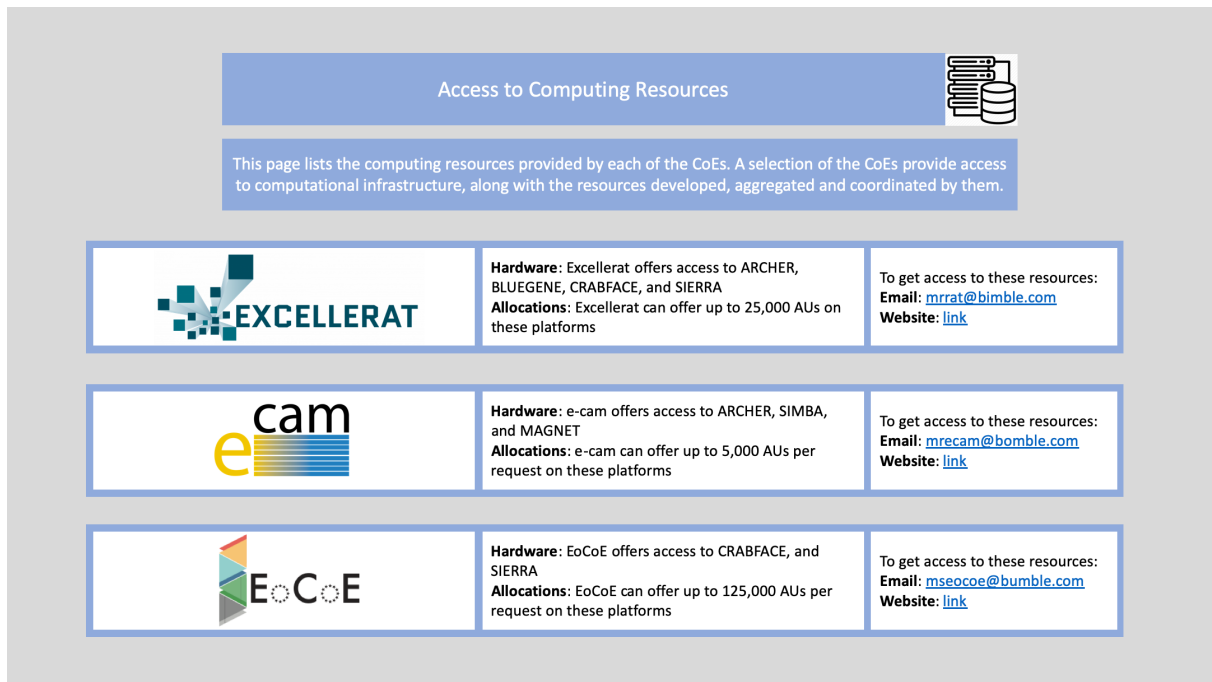 Access to Computing Resources
This page lists the computing resources provided by each of the CoEs. A selection of the CoEs provide access
to computational infrastructure, along with the resources developed, aggregated and coordinated by them.
EXCELLERAT
Hardware: Excellerat offers access to ARCHER,
BLUEGENE, CRABFACE, and SIERRA
Allocations: Excellerat can offer up to 25,000 AUs on
these platforms
To get access to these resources:
Email: mrrat@bimble.com
Website: link
e cam
Hardware: e-cam offers access to ARCHER, SIMBA,
and MAGNET
Allocations: e-cam can offer up to 5,000 AUs per
request on these platforms
To get access to these resources:
Email: mrecam@bomble.com
Website: link
EoCoE
Hardware: EoCoE offers access to CRABFACE, and
SIERRA
Allocations: EoCoE can offer up to 125,000 AUs per
request on these platforms
To get access to these resources:
Email: mseocoe@bumble.com
Website: link